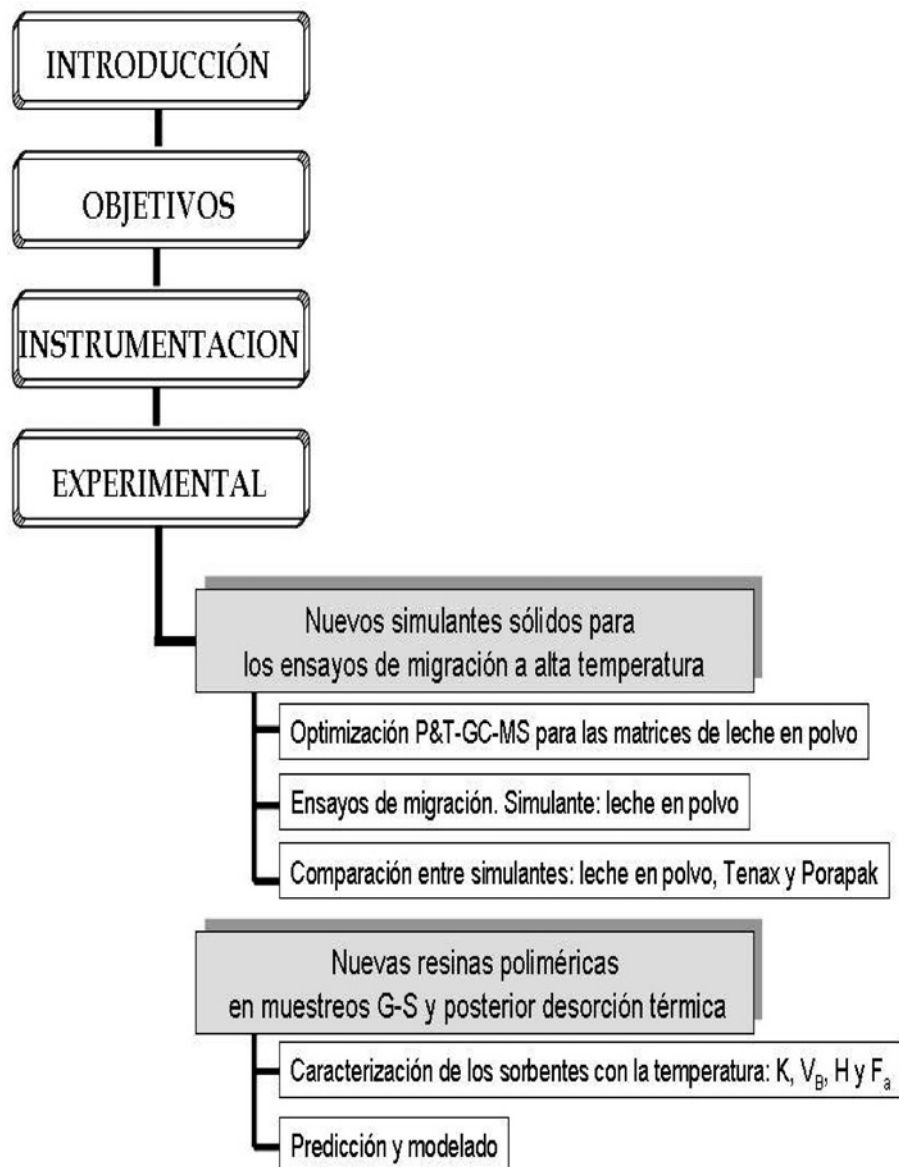 INTRODUCCIÓN
OBJETIVOS
INSTRUMENTACION
EXPERIMENTAL
Nuevos simulantes sólidos para
los ensayos de migración a alta temperatura
Optimización P&T-GC-MS para las matrices de leche en polvo
Ensayos de migración. Simulante: leche en polvo
Comparación entre simulantes: leche en polvo, Tenax y Porapak
Nuevas resinas poliméricas
en muestreos G-S y posterior desorción térmica
Caracterización de los sorbentes con la temperatura: K, V_B, H y F_a
Predicción y modelado